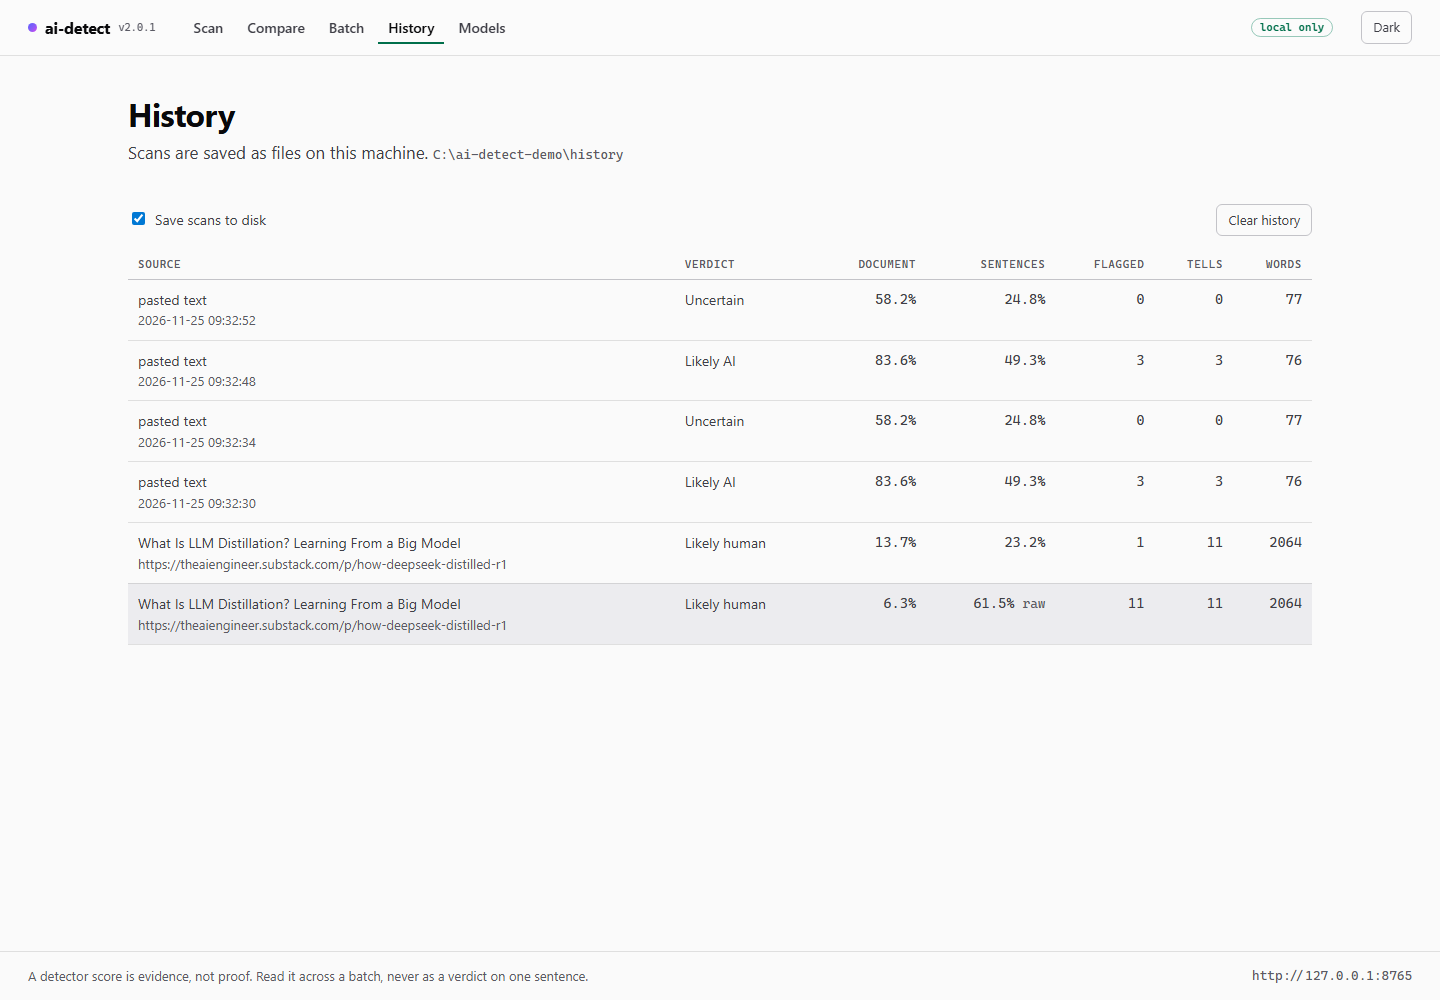 ai-detect v2.0.1 Scan Compare Batch History Models local only Dark
History
Scans are saved as files on this machine. C:\ai-detect-demo\history
Save scans to disk Clear history
SOURCE VERDICT DOCUMENT SENTENCES FLAGGED TELLS WORDS
pasted text Uncertain 58.2% 24.8% 0 0 77
2026-11-25 09:32:52
pasted text Likely AI 83.6% 49.3% 3 3 76
2026-11-25 09:32:48
pasted text Uncertain 58.2% 24.8% 0 0 77
2026-11-25 09:32:34
pasted text Likely AI 83.6% 49.3% 3 3 76
2026-11-25 09:32:30
What Is LLM Distillation? Learning From a Big Model Likely human 13.7% 23.2% 1 11 2064
https://theaiengineer.substack.com/p/how-deepseek-distilled-r1
What Is LLM Distillation? Learning From a Big Model Likely human 6.3% 61.5% raw 11 11 2064
https://theaiengineer.substack.com/p/how-deepseek-distilled-r1
A detector score is evidence, not proof. Read it across a batch, never as a verdict on one sentence. http://127.0.0.1:8765